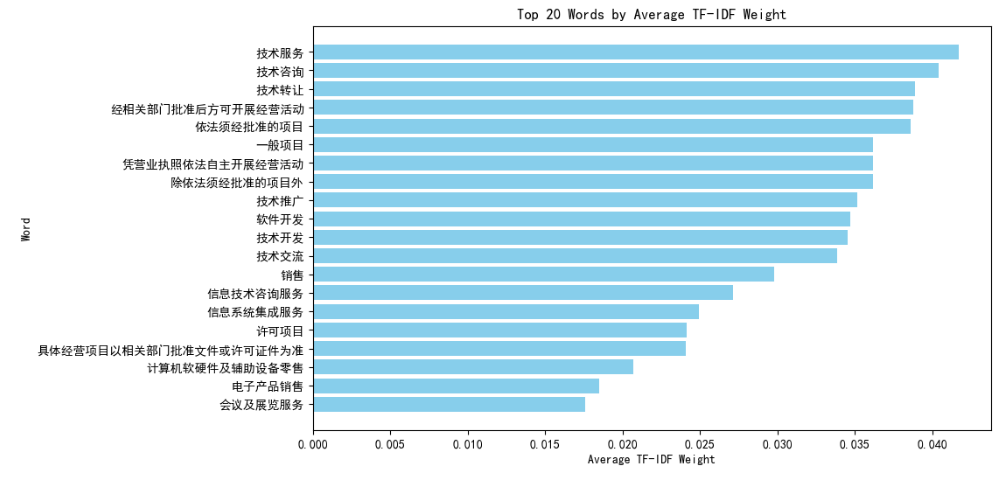 Top 20 Words by Average TF-IDF Weight
技术服务
技术咨询
技术转让
经相关部门批准后方可开展经营活动
依法须经批准的项目
一般项目
凭营业执照依法自主开展经营活动
除依法须经批准的项目外
技术推广
软件开发
技术开发
技术交流
销售
信息技术咨询服务
信息系统集成服务
许可项目
具体经营项目以相关部门批准文件或许可证件为准
计算机软硬件及辅助设备零售
电子产品销售
会议及展览服务
Word
0.000 0.005 0.010 0.015 0.020 0.025 0.030 0.035 0.040
Average TF-IDF Weight